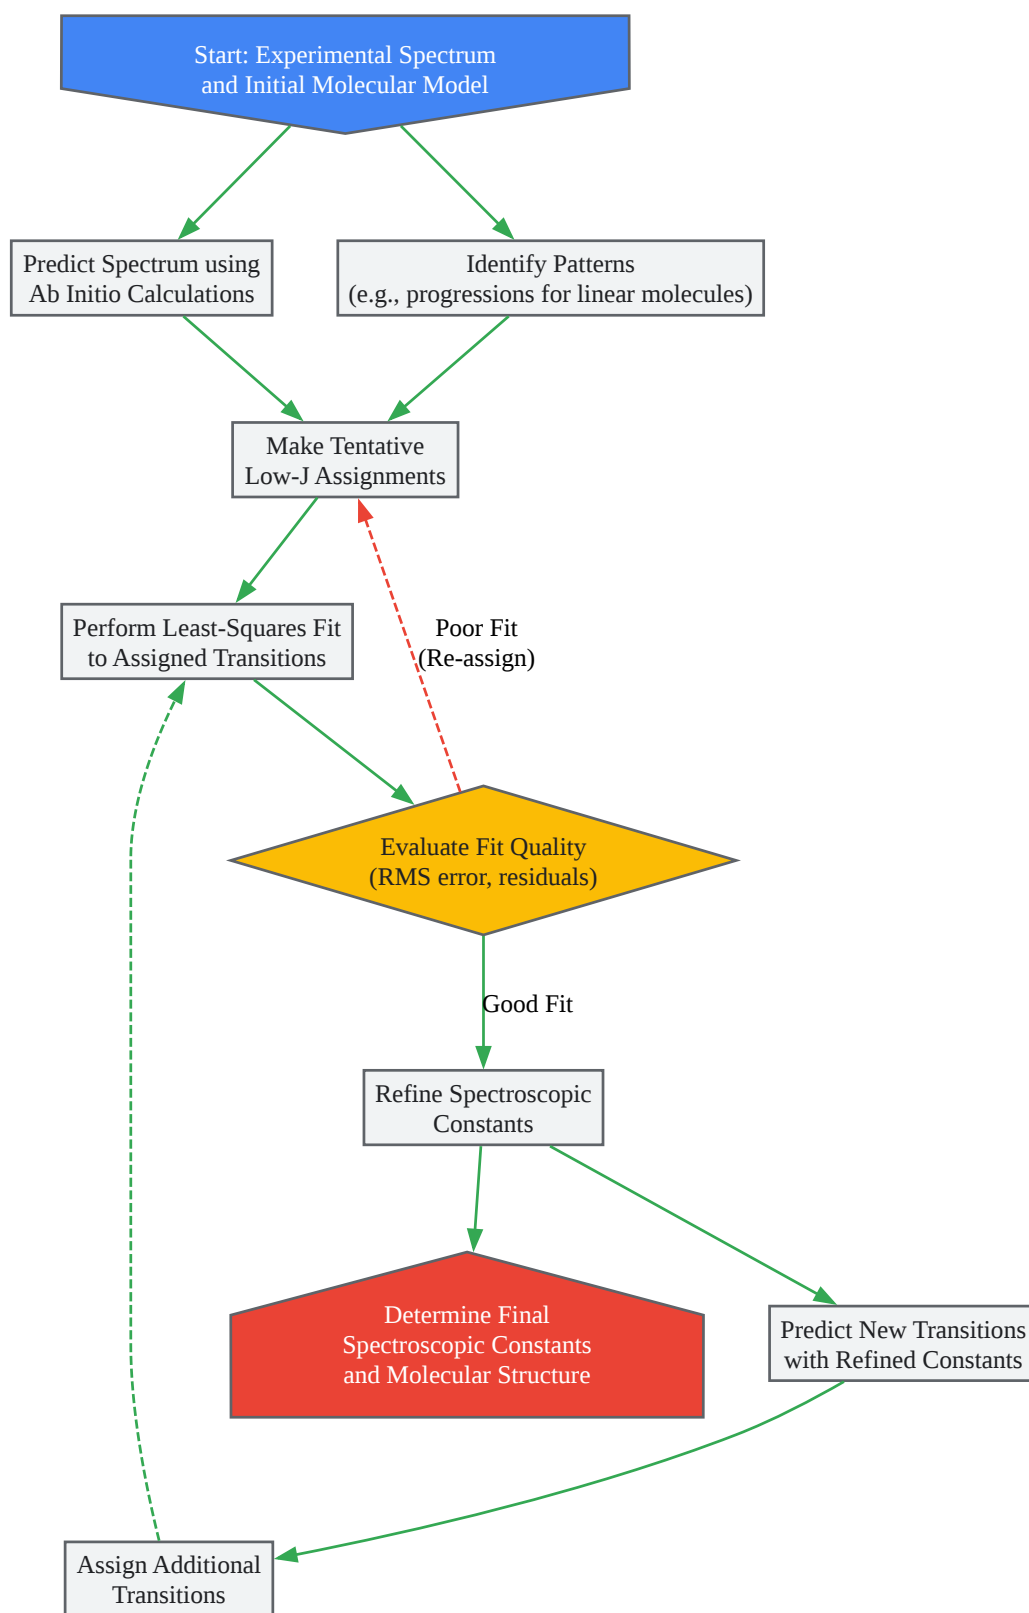 Start: Experimental Spectrum
and Initial Molecular Model
Predict Spectrum using
Ab Initio Calculations
Identify Patterns
(e.g., progressions for linear molecules)
Make Tentative
Low-J Assignments
Perform Least-Squares Fit
to Assigned Transitions
Poor Fit
(Re-assign)
Evaluate Fit Quality
(RMS error, residuals)
Good Fit
Refine Spectroscopic
Constants
Determine Final
Spectroscopic Constants
and Molecular Structure
Predict New Transitions
with Refined Constants
Assign Additional
Transitions